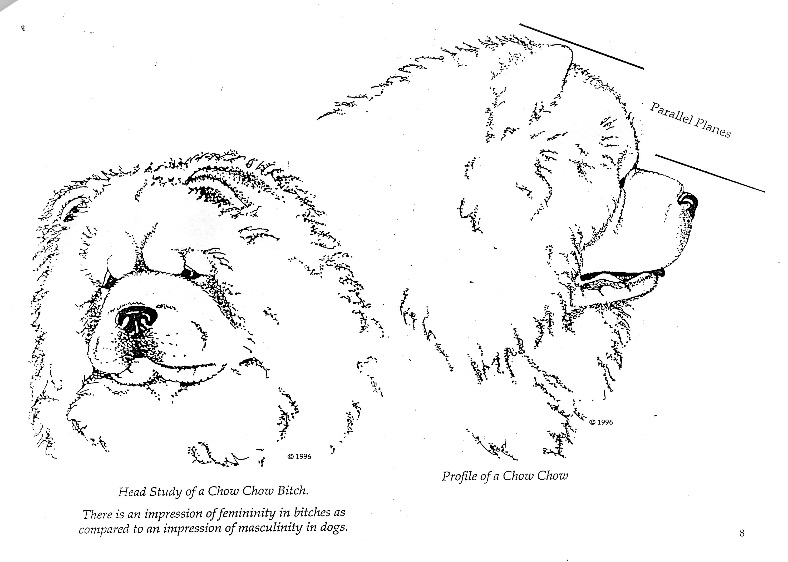 Parallel Planes
© 1996
© 1996
Profile of a Chow Chow
Head Study of a Chow Chow Bitch.
There is an impression of femininity in bitches as
compared to an impression of masculinity in dogs.
8